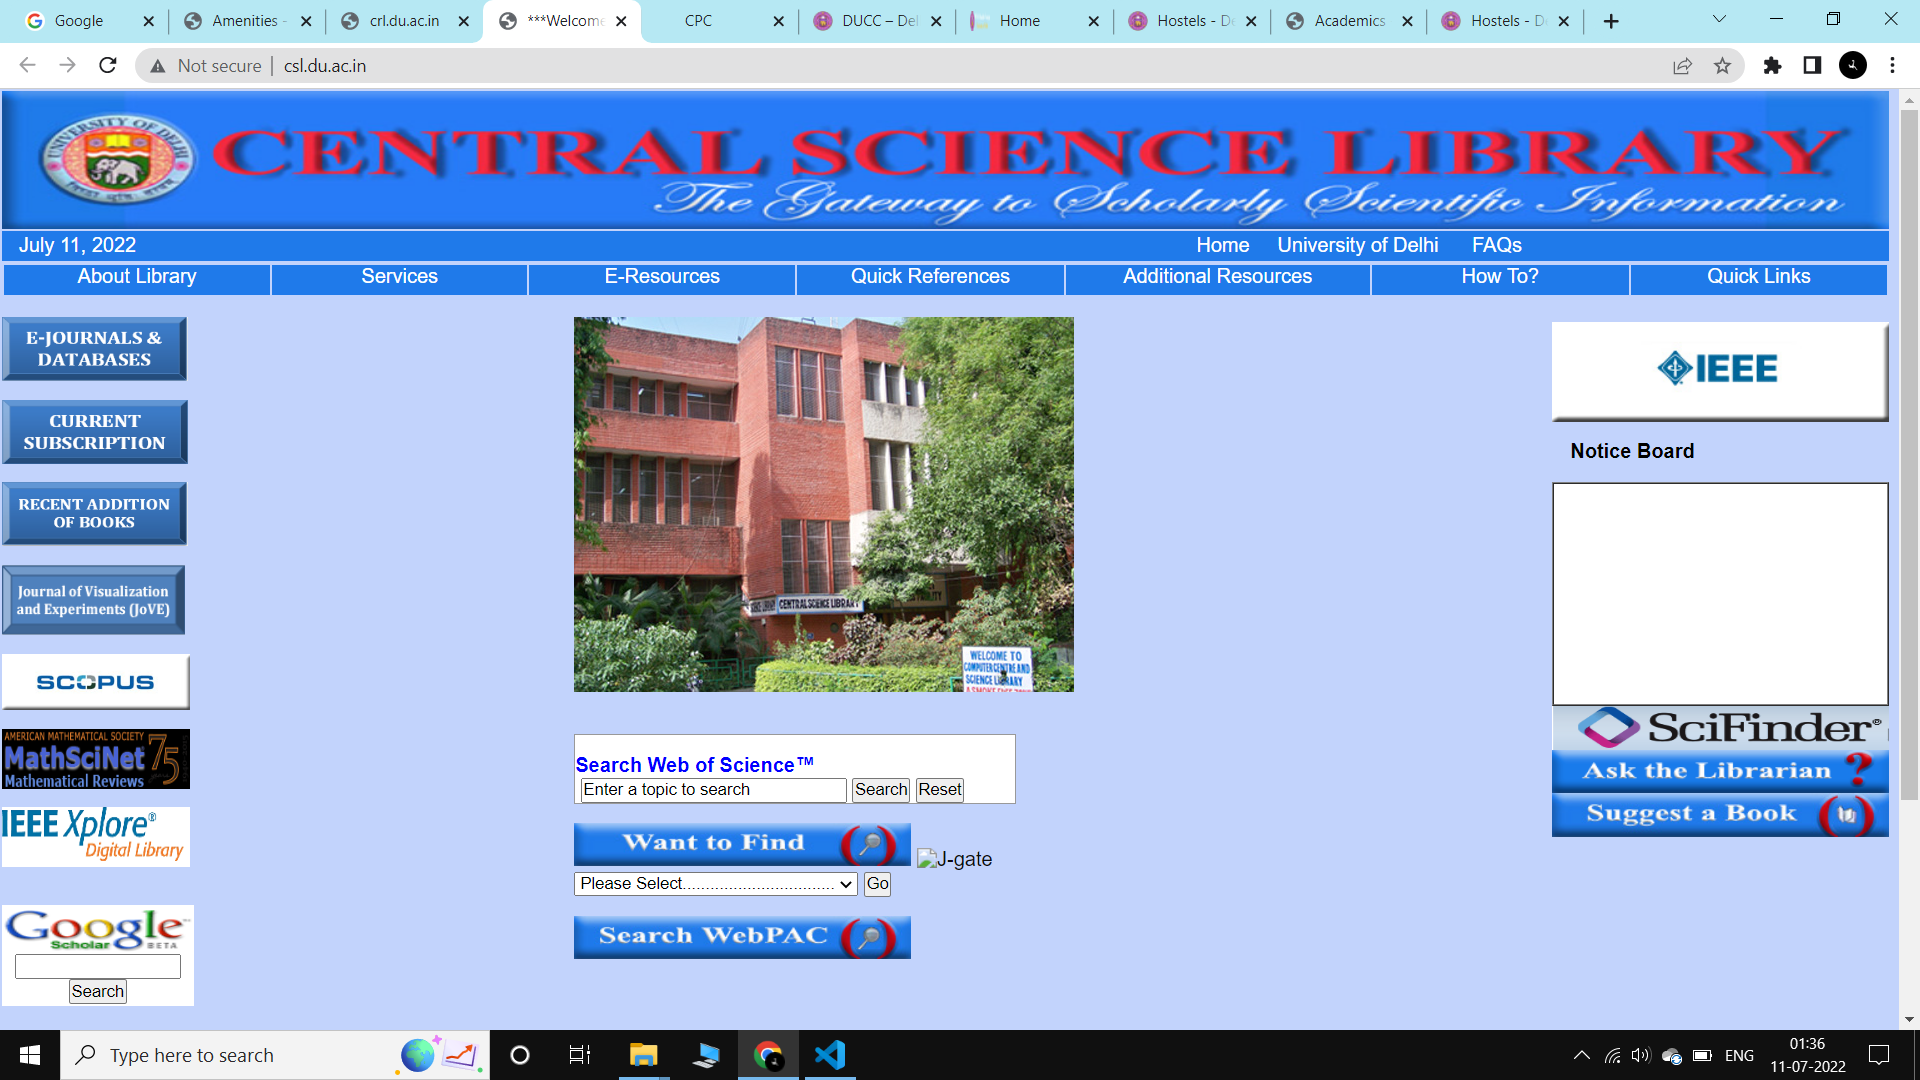 Google
Amenities -
crl.du.ac.in
***Welcome
CPC
DUCC – Del
Home
Hostels - De
Academics
Hostels - De
Not secure | csl.du.ac.in
UNIVERSITY OF DELHI
CENTRAL SCIENCE LIBRARY
The Gateway to Scholarly Scientific Information
July 11, 2022
Home University of Delhi FAQs
About Library Services E-Resources Quick References Additional Resources How To? Quick Links
E-JOURNALS &
DATABASES
CURRENT
SUBSCRIPTION
RECENT ADDITION
OF BOOKS
Journal of Visualization
and Experiments (JoVE)
SCOPUS
AMERICAN MATHEMATICAL SOCIETY
MathSciNet 75
Mathematical Reviews
IEEE Xplore®
Digital Library
Google
Scholar BETA
Search
CENTRAL SCIENCE LIBRARY
WELCOME TO
COMPUTER CENTRE AND
SCIENCE LIBRARY
A SMOKE FREE ZONE
Search Web of Science™
Enter a topic to search Search Reset
Want to Find
J-gate
Please Select................................. Go
Search WebPAC
IEEE
Notice Board
SciFinder®
Ask the Librarian ?
Suggest a Book
Type here to search
ENG
01:36
11-07-2022